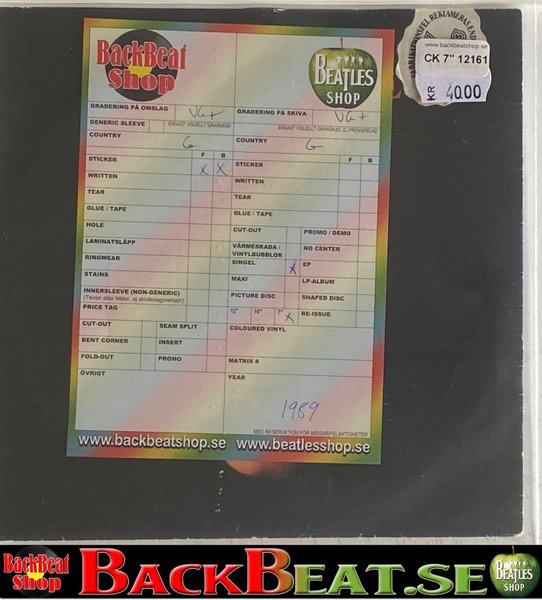 BackBeat
Shop
BEATLES
SHOP
FABRIKATIONSFEL REKLAMERAS
www.backbeatshop.se
CK 7" 12161
KR 40.00
GRADERING PÅ OMSLAG VG+
GRADERING PÅ SKIVA VG+
GENERIC SLEEVE
ENDAST VISUELLT GRANSKAD
ENDAST VISUELLT GRANSKAD, EJ PROVSPELAD
COUNTRY G
COUNTRY G
F B
F B
STICKER X X
STICKER
WRITTEN
WRITTEN
TEAR
TEAR
GLUE / TAPE
GLUE / TAPE
HOLE
CUT-OUT
PROMO / DEMO
LAMINATSLÄPP
VÄRMESKADA /
VINYLBUBBLOR
NO CENTER
RINGWEAR
SINGEL X
EP
STAINS
MAXI
LP-ALBUM
INNERSLEEVE (NON-GENERIC)
(Texter eller bilder, ej skivbolagsreklam)
PICTURE DISC
SHAPED DISC
PRICE TAG
12" 10" 7" X
RE-ISSUE
CUT-OUT
SEAM SPLIT
COLOURED VINYL
BENT CORNER
INSERT
FOLD-OUT
PROMO
MATRIX #
ÖVRIGT
YEAR
1989
MED RESERVATION FÖR MISSAR/FELAKTIGHETER
www.backbeatshop.se
www.beatlesshop.se
BackBeat
Shop
BACKBEAT.SE
BEATLES
SHOP